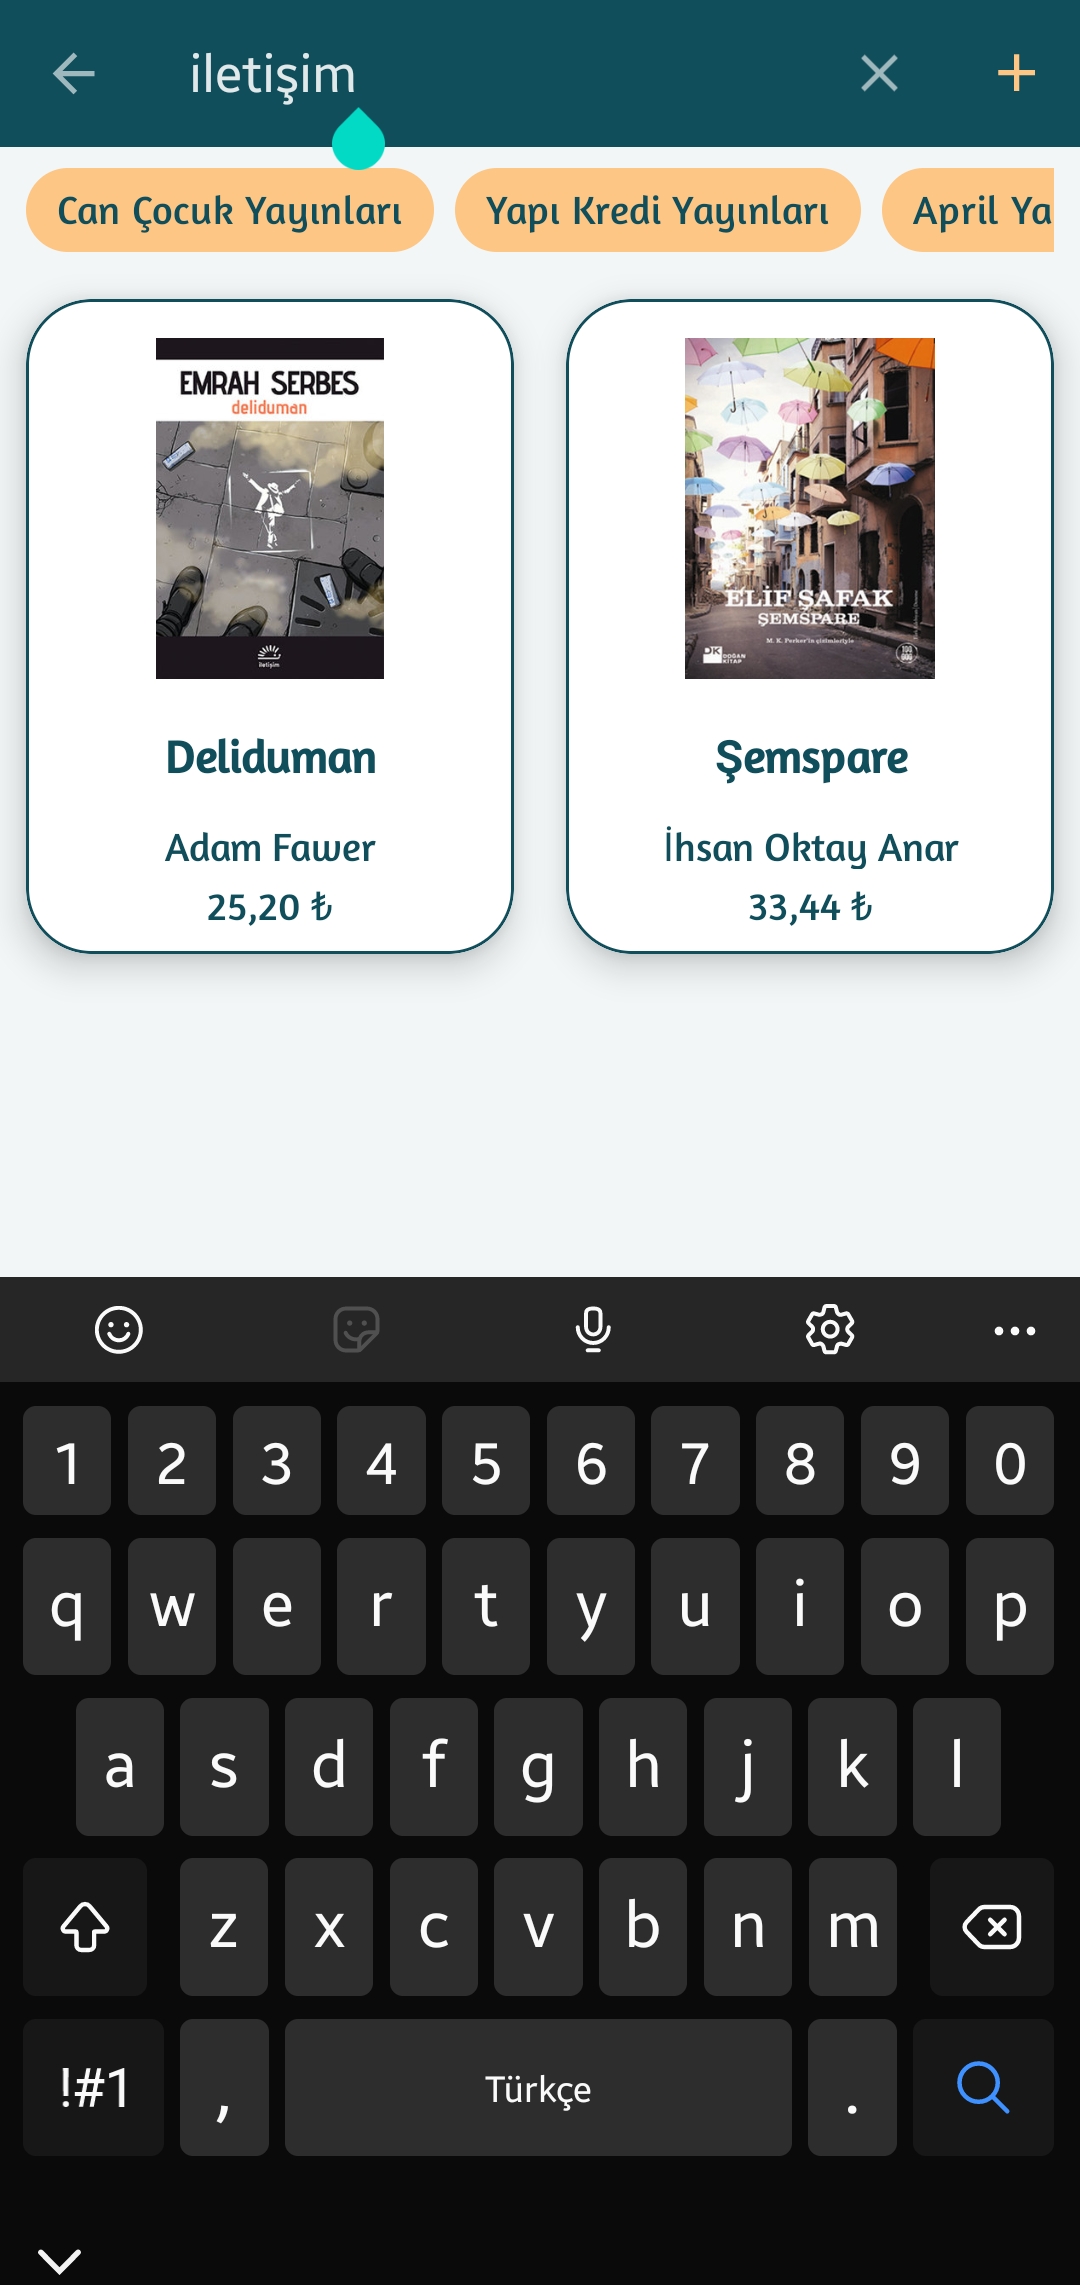 iletişim
Can Çocuk Yayınları
Yapı Kredi Yayınları
April Ya
EMRAH SERBES
deliduman
iletişim
ELİF ŞAFAK
ŞEMSPARE
M. K. Perker'in çizimleriyle
DK DOĞAN KİTAP
Deliduman
Adam Fawer
25,20 ₺
Şemspare
İhsan Oktay Anar
33,44 ₺
1 2 3 4 5 6 7 8 9 0
q w e r t y u i o p
a s d f g h j k l
z x c v b n m
!#1 , Türkçe .